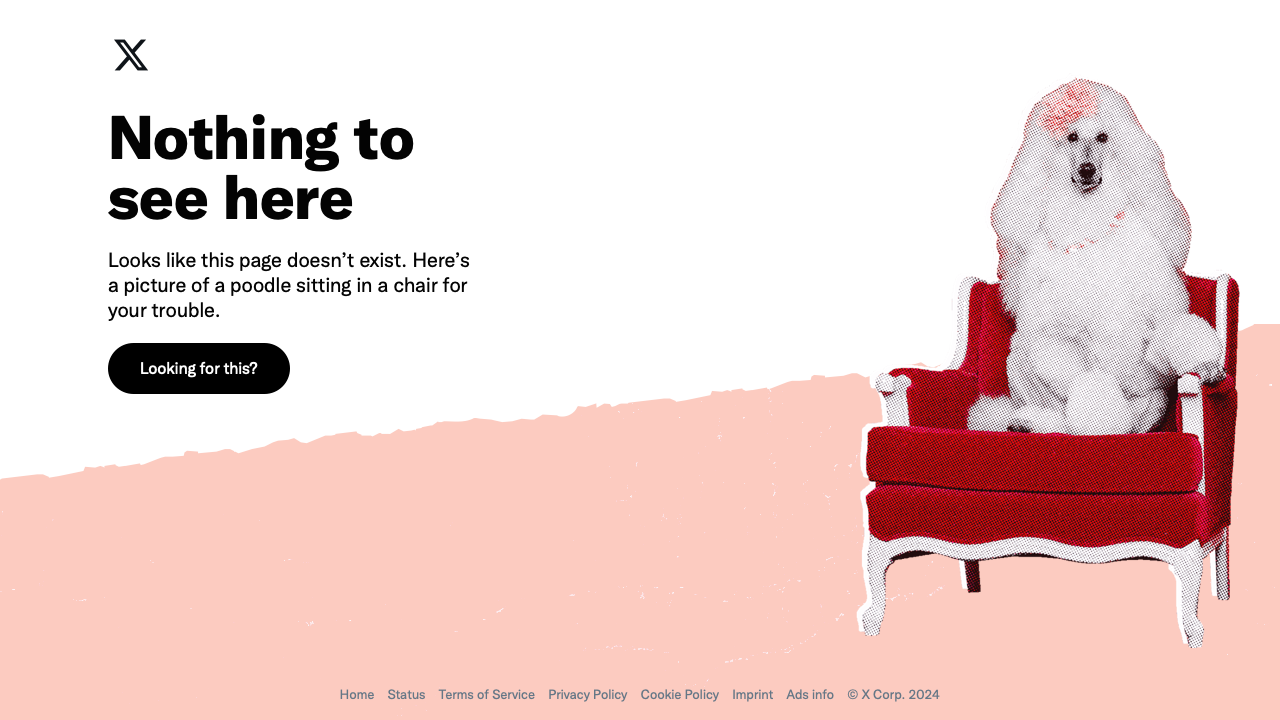 Nothing to
see here
Looks like this page doesn’t exist. Here’s
a picture of a poodle sitting in a chair for
your trouble.
Looking for this?
Home Status Terms of Service Privacy Policy Cookie Policy Imprint Ads info © X Corp. 2024